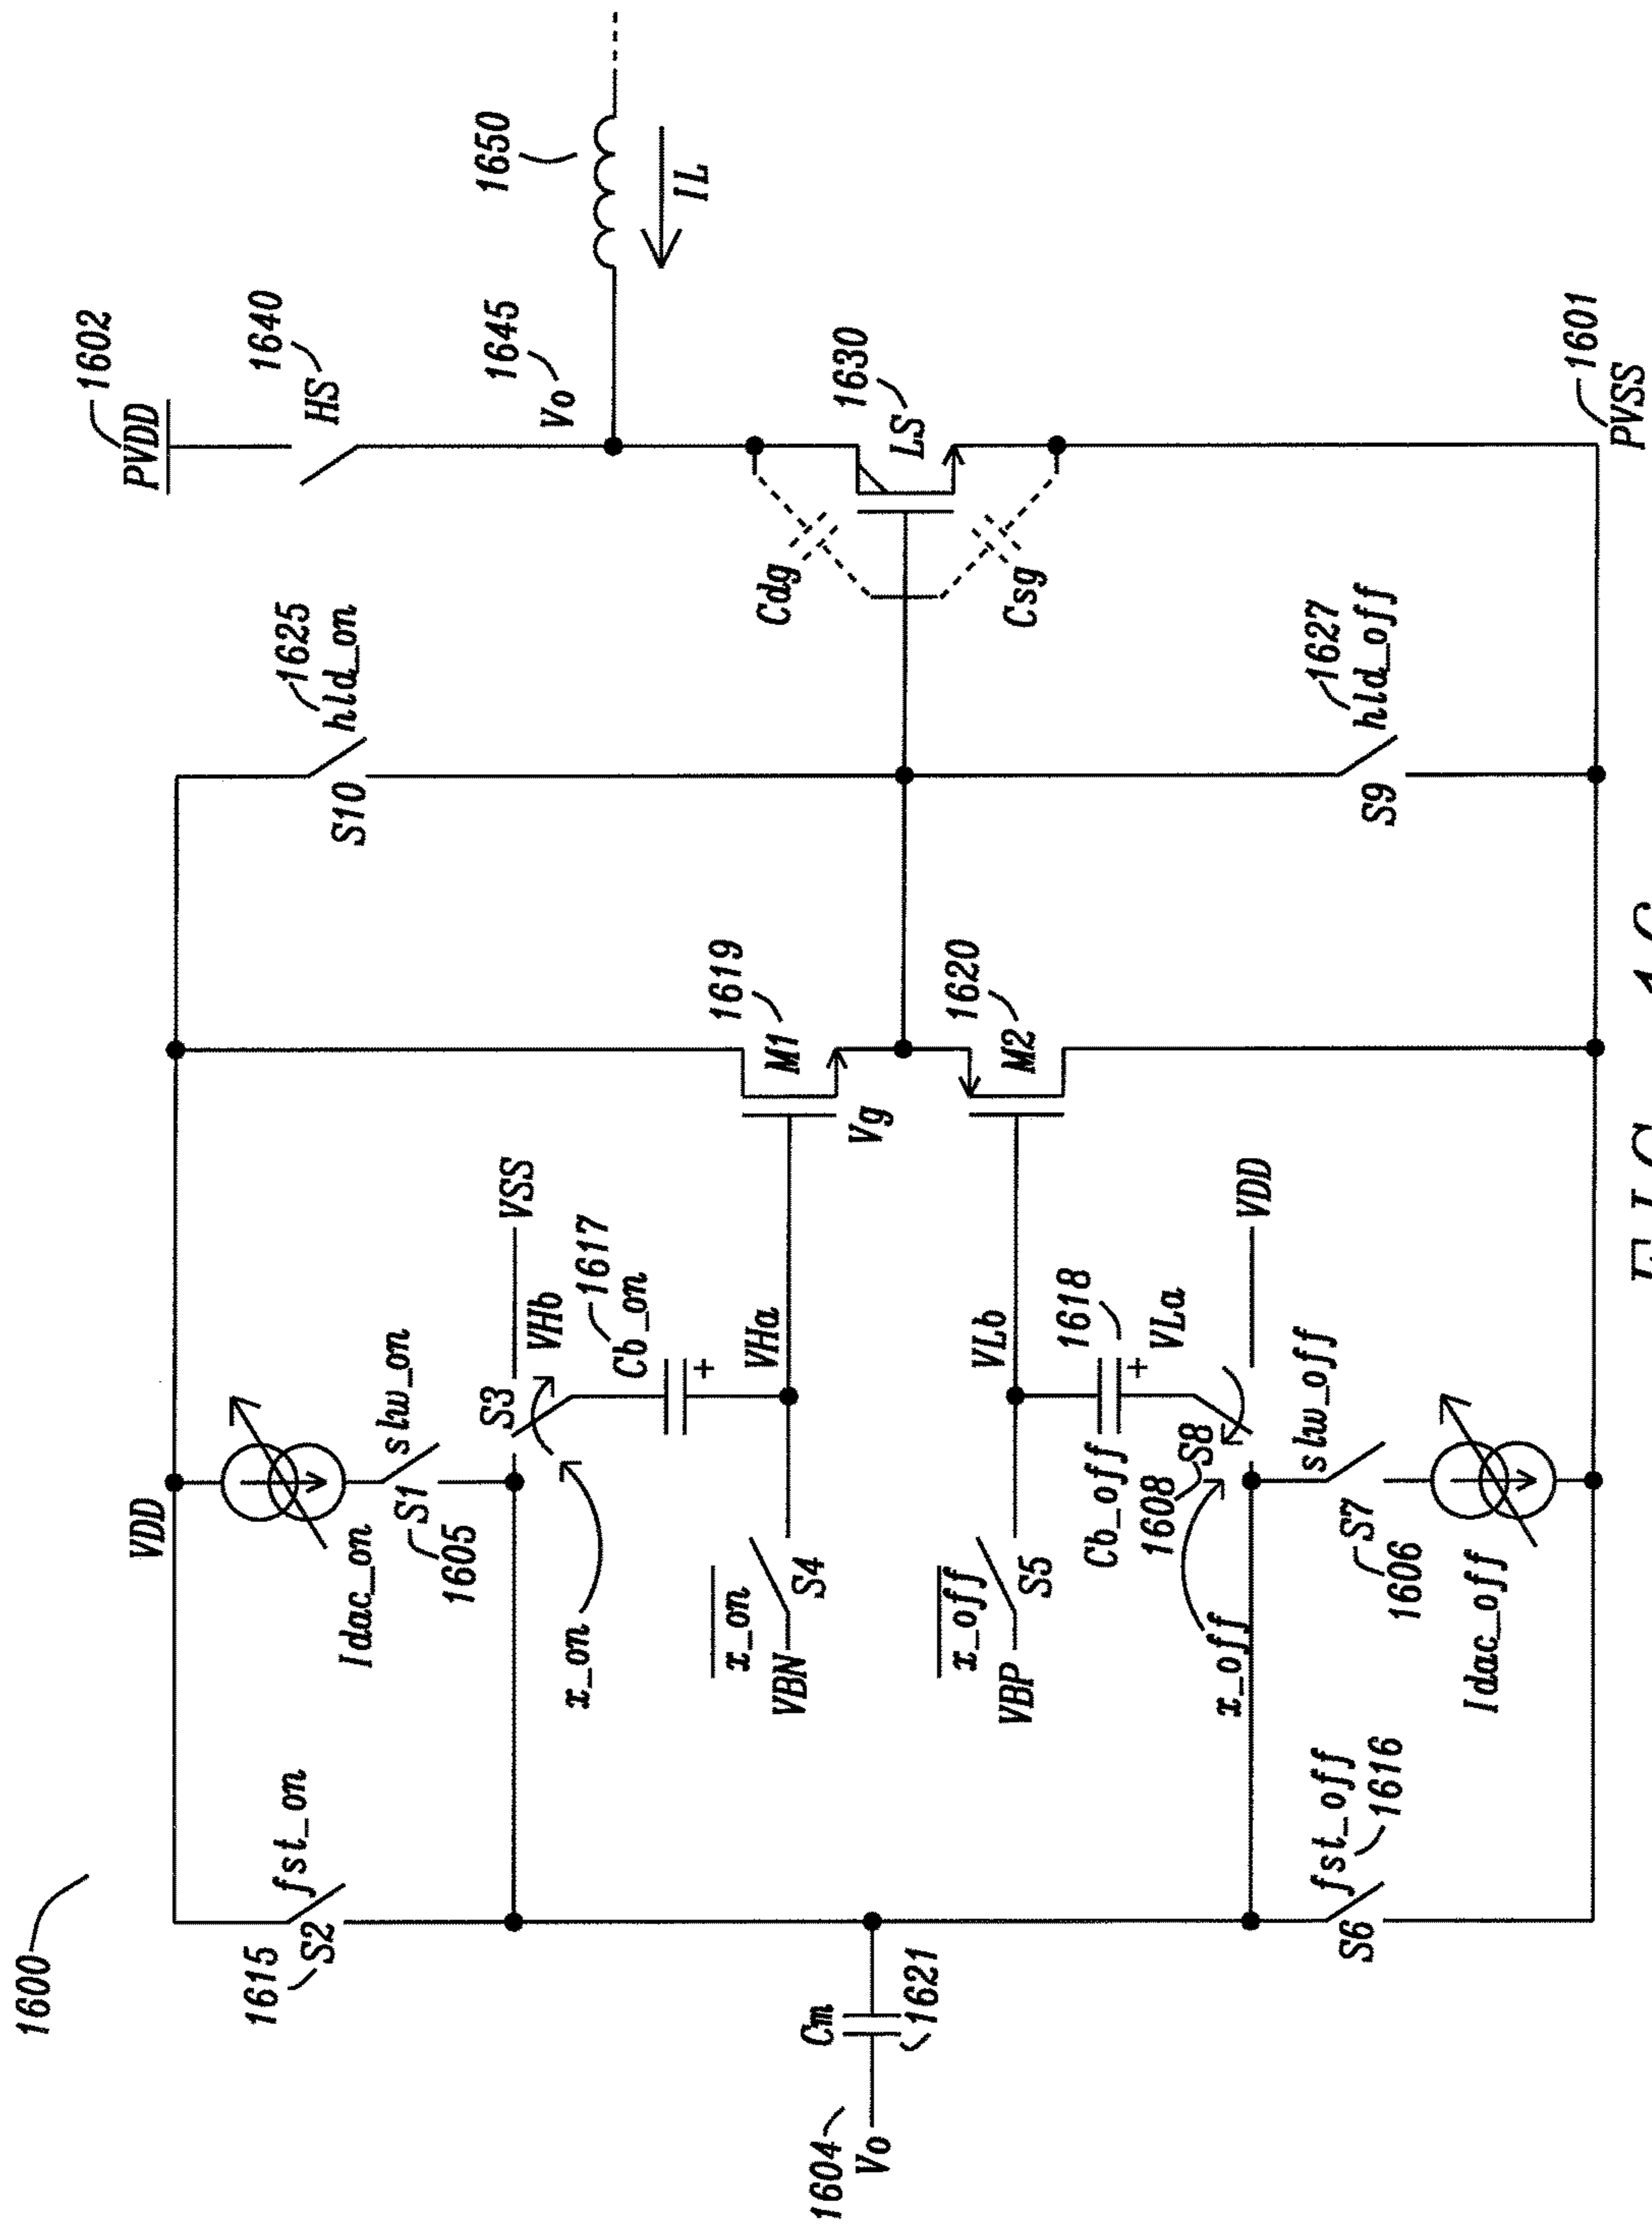 1600
VDD
PVDD
1602
HS
1640
1615
S2
fst_on
Idac_on
S1
1605
slw_on
S3
VSS
VHb
1617
Cb_on
x_on
S10
1625
hld_on
Vo
1645
1650
IL
x_on
VBN
S4
VHa
M1
1619
Vg
Cdg
LS
1630
1604
Vo
Cm
1621
x_off
VBP
S5
VLb
M2
1620
Csg
Cb_off
1618
VLa
1608
S8
VDD
x_off
S6
fst_off
1616
S7
1606
slw_off
Idac_off
S9
1627
hld_off
1601
PVSS